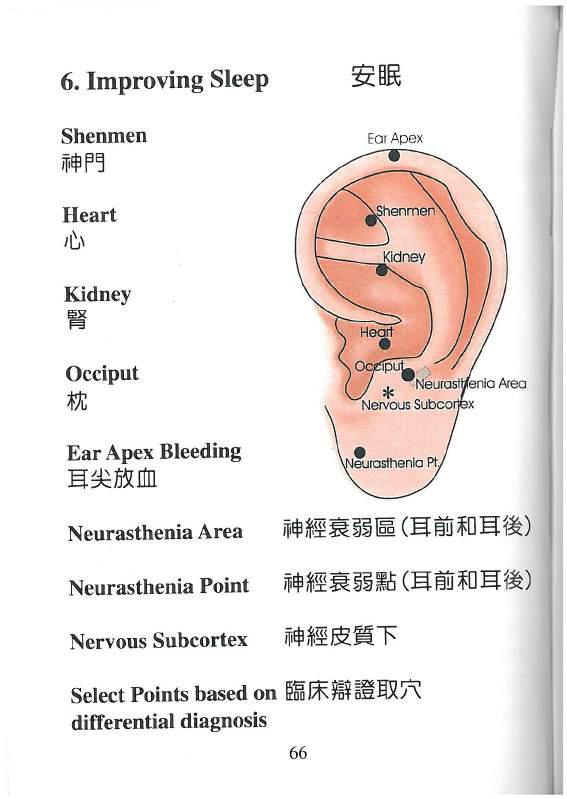 6. Improving Sleep 安眠
Shenmen
神門
Heart
心
Kidney
腎
Occiput
枕
Ear Apex Bleeding
耳尖放血
Ear Apex
Shenmen
Kidney
Heart
Occiput
Neurasthenia Area
Nervous Subcortex
Neurasthenia Pt.
Neurasthenia Area 神經衰弱區(耳前和耳後)
Neurasthenia Point 神經衰弱點(耳前和耳後)
Nervous Subcortex 神經皮質下
Select Points based on 臨床辯證取穴
differential diagnosis
66